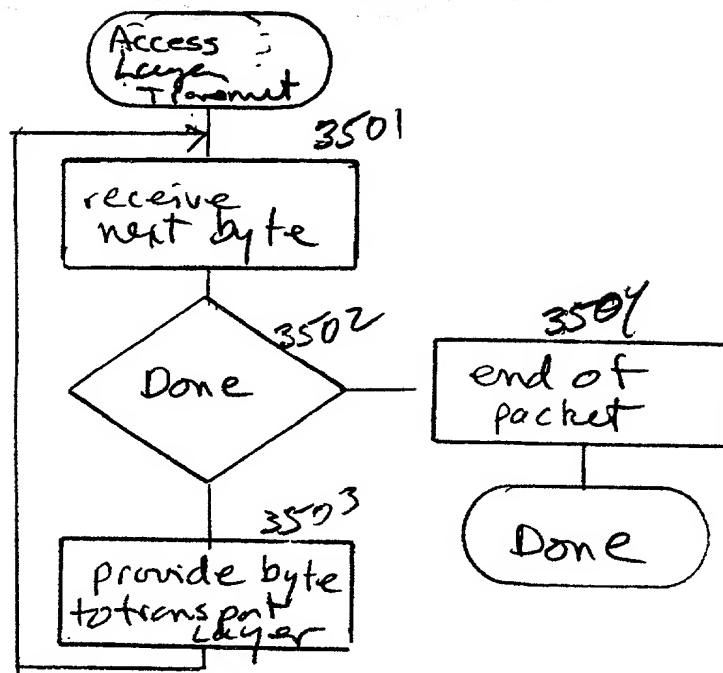 Access
Layer
Transmit
3501
receive
next byte
3502
Done
3504
end of
packet
Done
3503
provide byte
to transport
Layer